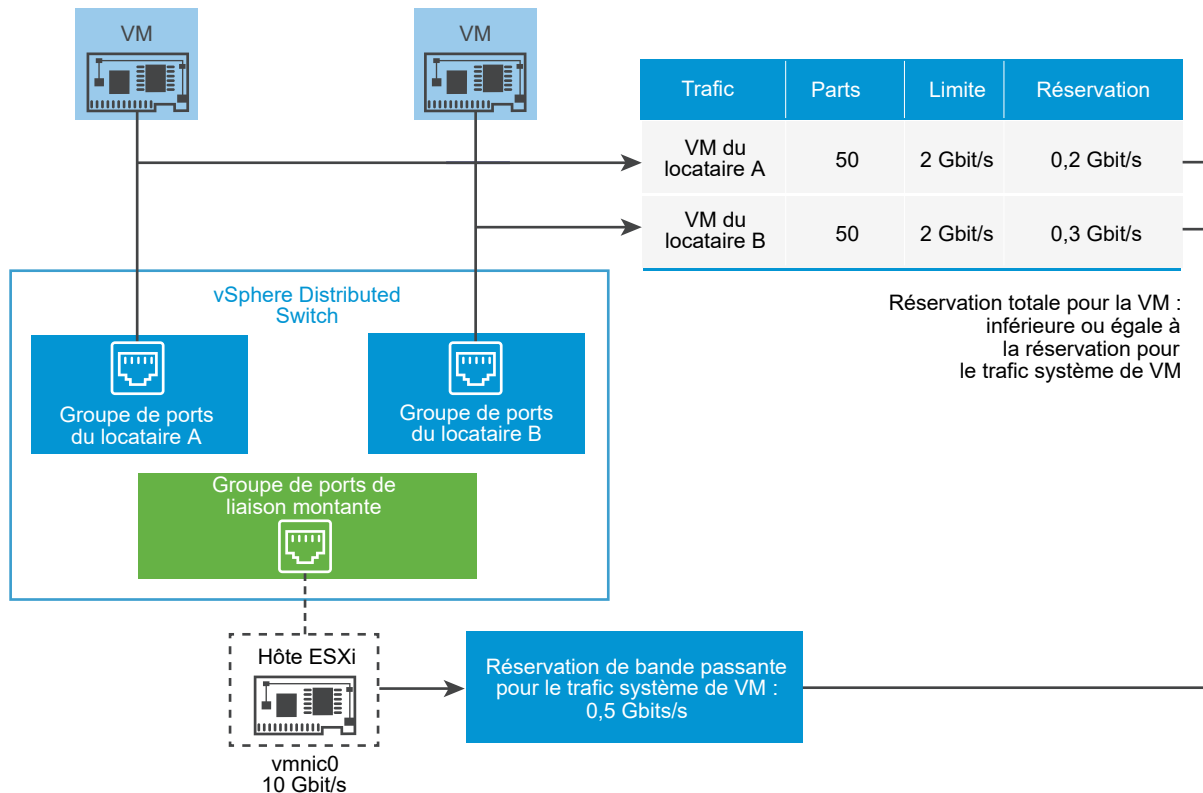 VM
VM
Trafic Parts Limite Réservation
VM du
locataire A
50 2 Gbit/s 0,2 Gbit/s
VM du
locataire B
50 2 Gbit/s 0,3 Gbit/s
Réservation totale pour la VM :
inférieure ou égale à
la réservation pour
le trafic système de VM
vSphere Distributed
Switch
Groupe de ports
du locataire A
Groupe de ports
du locataire B
Groupe de ports de
liaison montante
Hôte ESXi
vmnic0
10 Gbit/s
Réservation de bande passante
pour le trafic système de VM :
0,5 Gbits/s